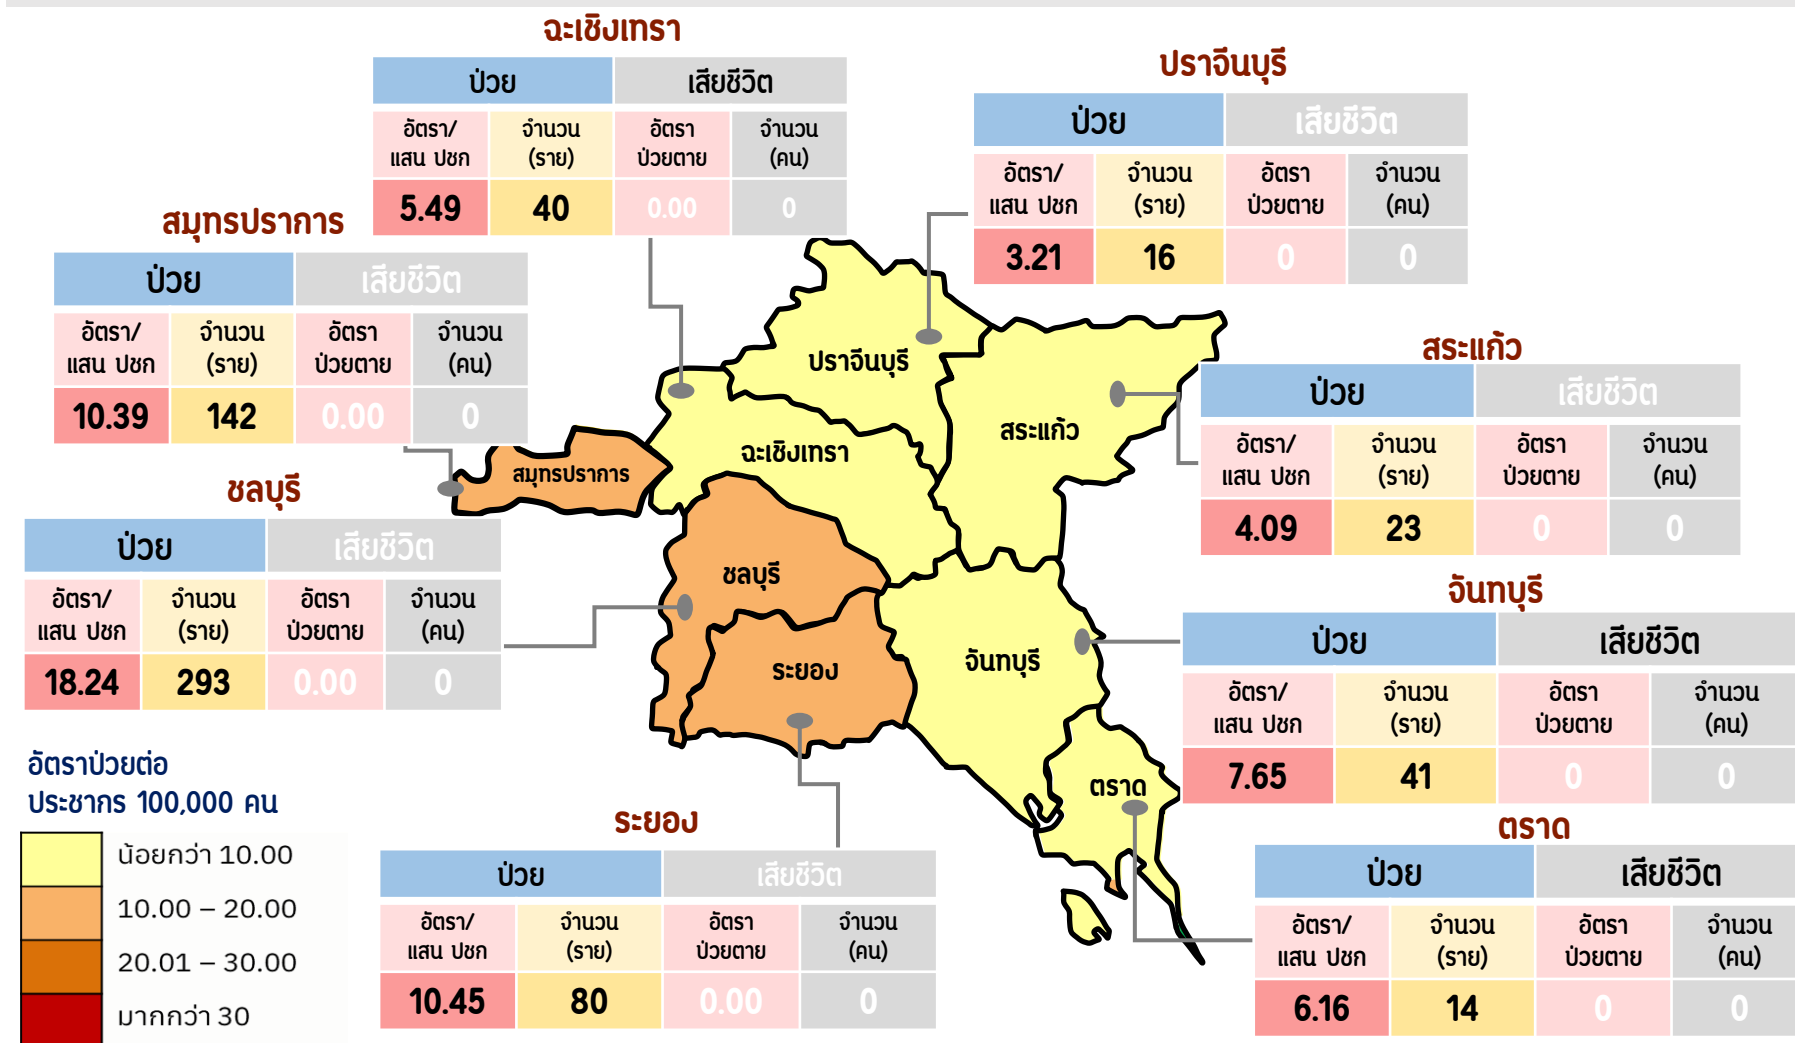 ฉะเชิงเทรา
ป่วย เสียชีวิต
อัตรา/ จำนวน อัตรา จำนวน
แสน ปชก (ราย) ป่วยตาย (คน)
5.49 40 0.00 0
ปราจีนบุรี
ป่วย เสียชีวิต
อัตรา/ จำนวน อัตรา จำนวน
แสน ปชก (ราย) ป่วยตาย (คน)
3.21 16 0 0
สมุทรปราการ
ป่วย เสียชีวิต
อัตรา/ จำนวน อัตรา จำนวน
แสน ปชก (ราย) ป่วยตาย (คน)
10.39 142 0.00 0
สระแก้ว
ป่วย เสียชีวิต
อัตรา/ จำนวน อัตรา จำนวน
แสน ปชก (ราย) ป่วยตาย (คน)
4.09 23 0 0
ชลบุรี
ป่วย เสียชีวิต
อัตรา/ จำนวน อัตรา จำนวน
แสน ปชก (ราย) ป่วยตาย (คน)
18.24 293 0.00 0
ปราจีนบุรี
สระแก้ว
ฉะเชิงเทรา
สมุทรปราการ
ชลบุรี
ระยอง
จันทบุรี
ตราด
จันทบุรี
ป่วย เสียชีวิต
อัตรา/ จำนวน อัตรา จำนวน
แสน ปชก (ราย) ป่วยตาย (คน)
7.65 41 0 0
อัตราป่วยต่อ
ประชากร 100,000 คน
น้อยกว่า 10.00
10.00 – 20.00
20.01 – 30.00
มากกว่า 30
ระยอง
ป่วย เสียชีวิต
อัตรา/ จำนวน อัตรา จำนวน
แสน ปชก (ราย) ป่วยตาย (คน)
10.45 80 0.00 0
ตราด
ป่วย เสียชีวิต
อัตรา/ จำนวน อัตรา จำนวน
แสน ปชก (ราย) ป่วยตาย (คน)
6.16 14 0 0